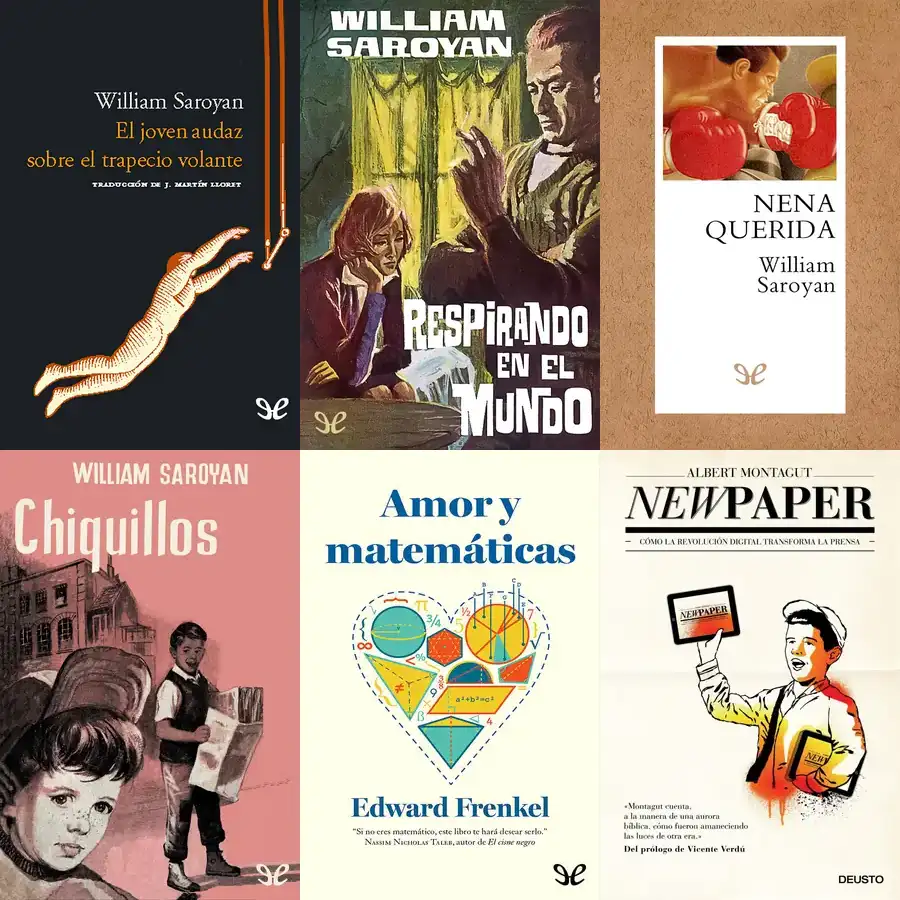 William Saroyan
El joven audaz
sobre el trapecio volante
TRADUCCIÓN DE J. MARTÍN LLORET
WILLIAM
SAROYAN
RESPIRANDO
EN EL
MUNDO
NENA
QUERIDA
William
Saroyan
WILLIAM SAROYAN
Chiquillos
Amor y
matemáticas
a²+b²=c²
Edward Frenkel
"Si no eres matemático, este libro te hará desear serlo."
NASSIM NICHOLAS TALEB, autor de El cisne negro
ALBERT MONTAGUT
NEWPAPER
CÓMO LA REVOLUCIÓN DIGITAL TRANSFORMA LA PRENSA
NEWPAPER
NEW
«Montagut cuenta,
a la manera de una aurora
bíblica, cómo fueron amaneciendo
las luces de otra era.»
Del prólogo de Vicente Verdú
DEUSTO